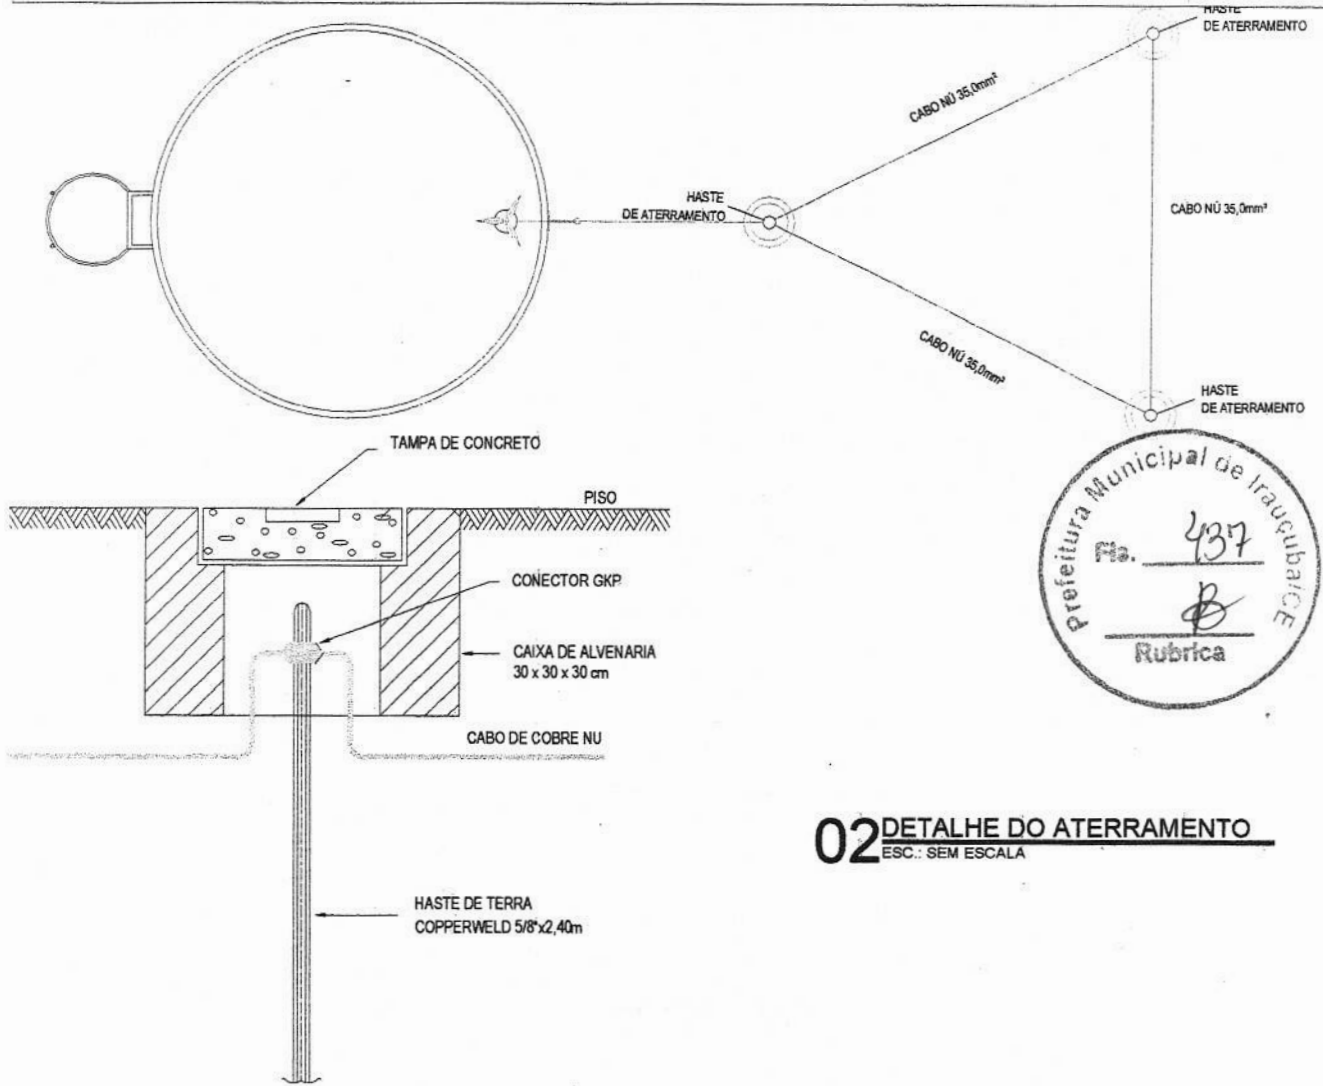 HASTE
DE ATERRAMENTO
CABO NÚ 35,0mm²
HASTE
DE ATERRAMENTO
CABO NÚ 35,0mm²
CABO NÚ 35,0mm²
HASTE
DE ATERRAMENTO
TAMPA DE CONCRETO
PISO
CONECTOR GKP
CAIXA DE ALVENARIA
30 x 30 x 30 cm
CABO DE COBRE NU
HASTE DE TERRA
COPPERWELD 5/8"x2,40m
Prefeitura Municipal de Irauçuba/CE
Fls. 437
Rubrica
02 DETALHE DO ATERRAMENTO
ESC.: SEM ESCALA